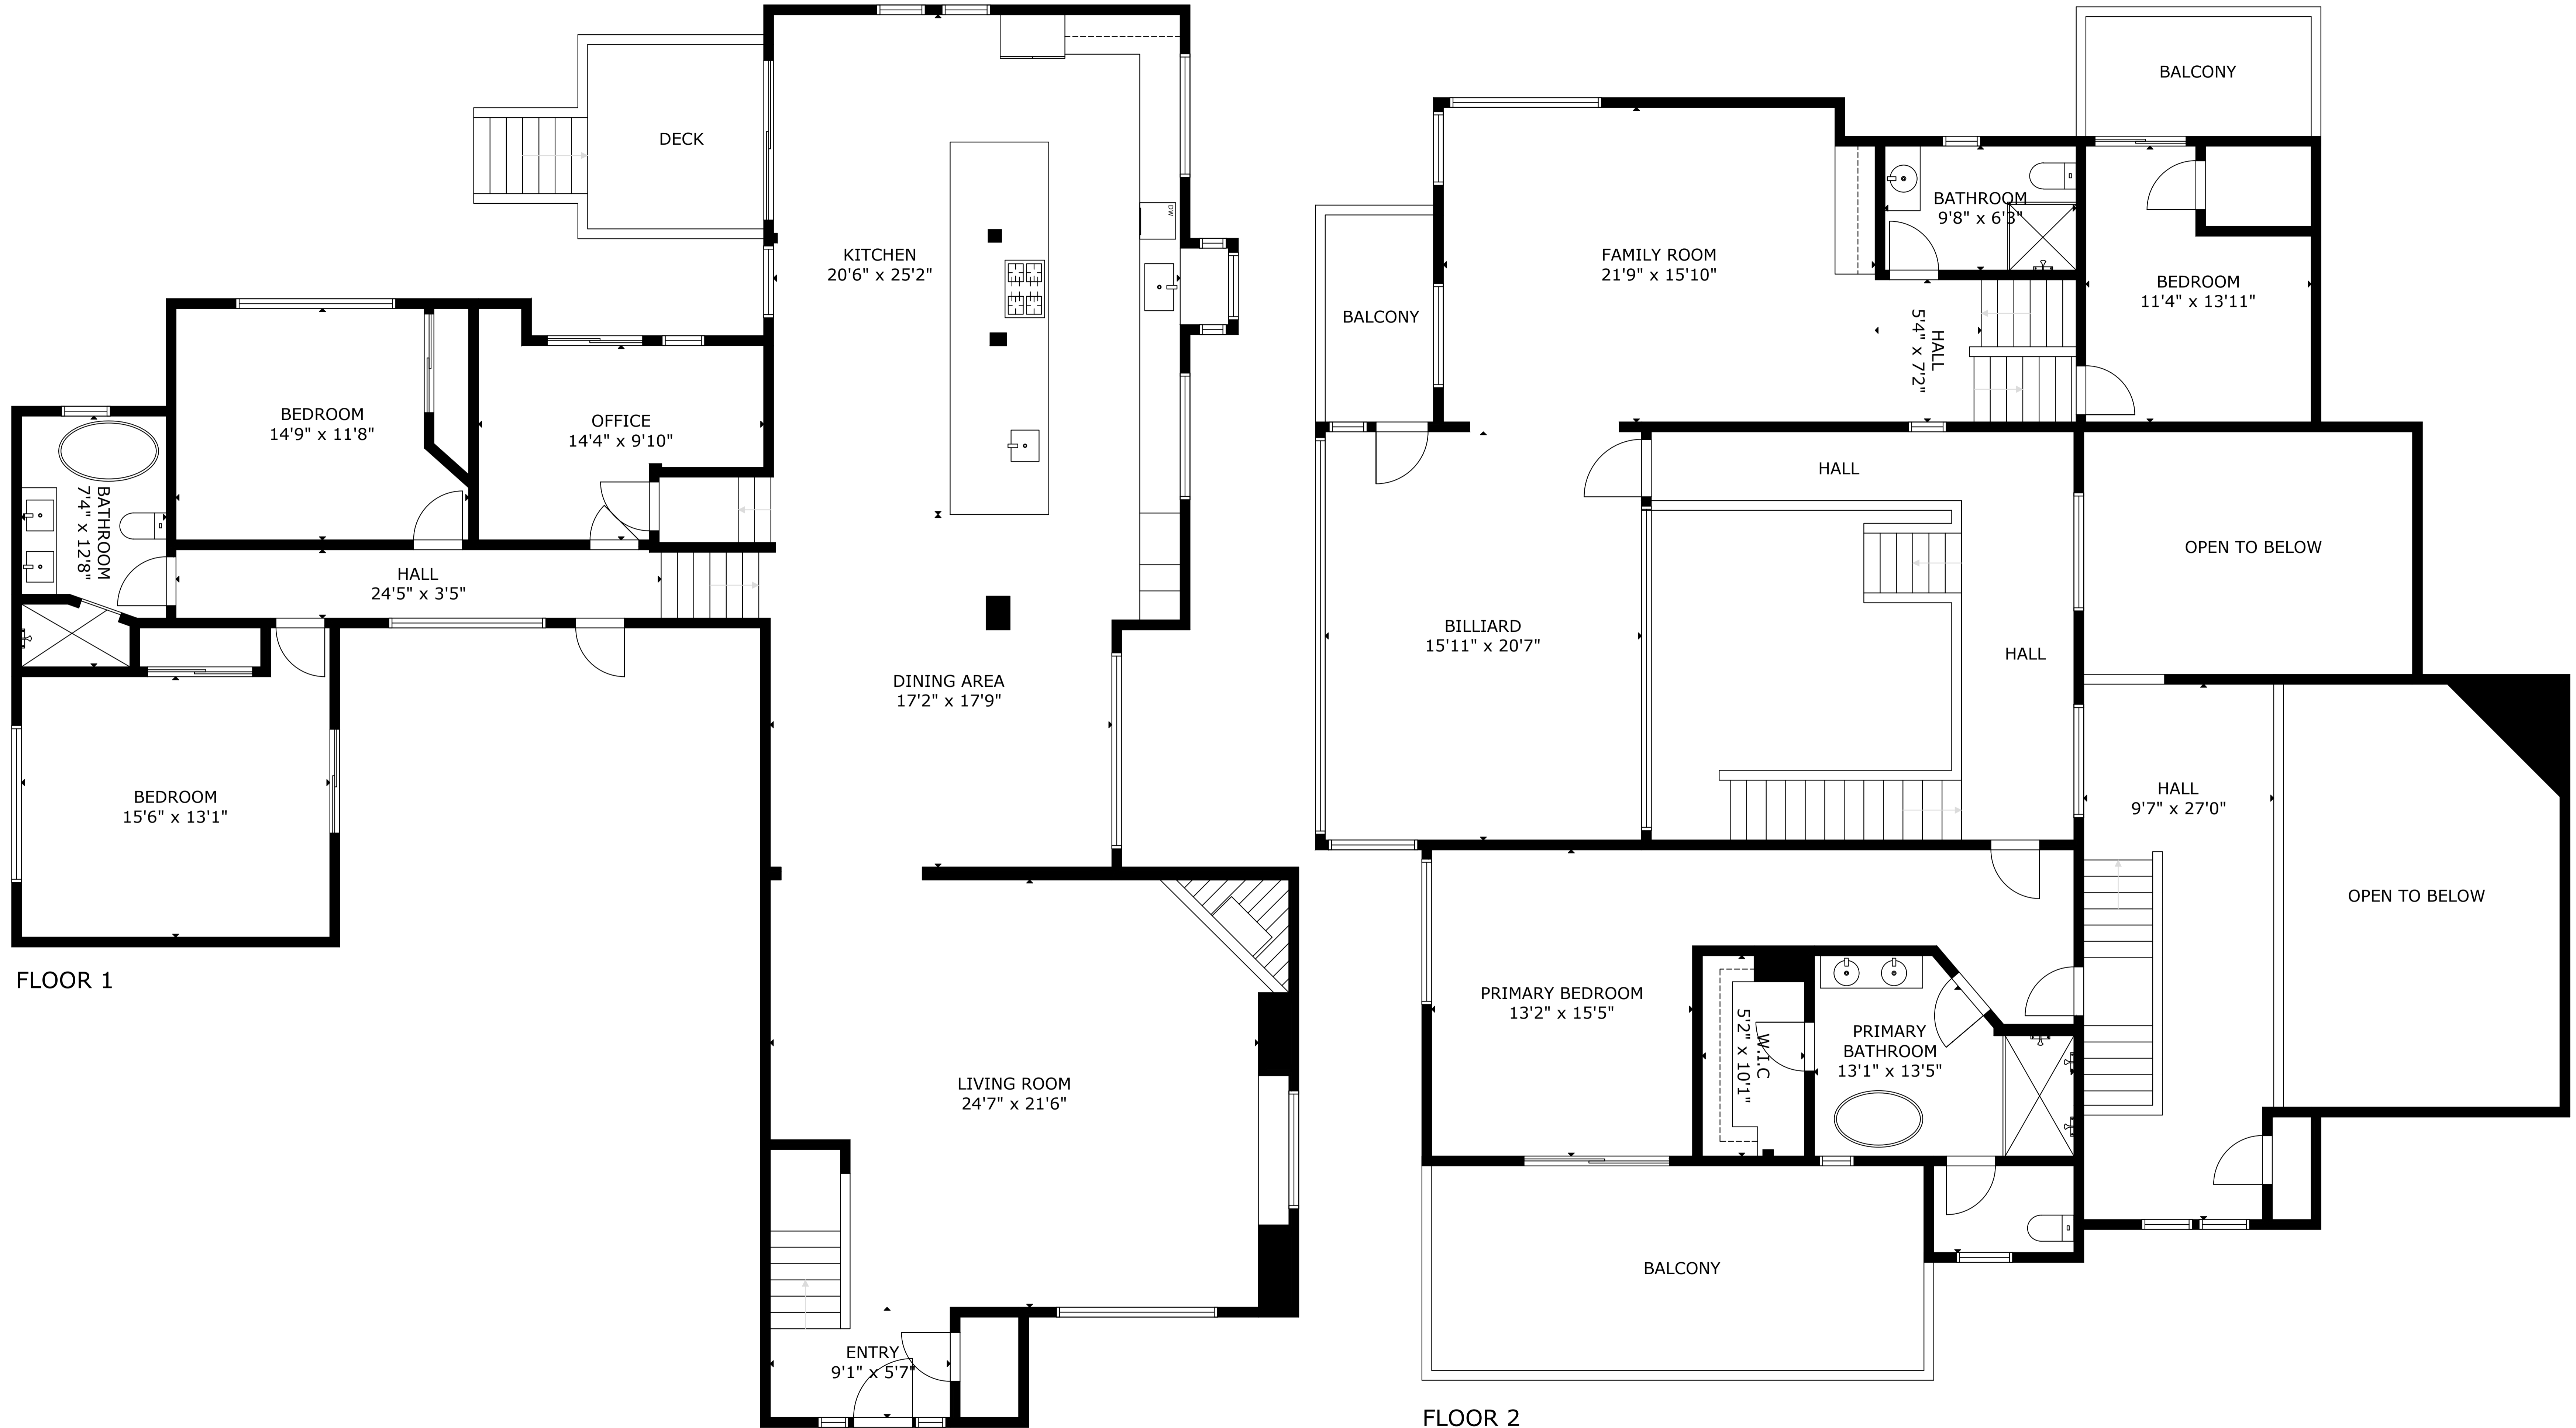 DECK
KITCHEN
20'6" x 25'2"
DW
BEDROOM
14'9" x 11'8"
OFFICE
14'4" x 9'10"
BATHROOM
7'4" x 12'8"
HALL
24'5" x 3'5"
DINING AREA
17'2" x 17'9"
BEDROOM
15'6" x 13'1"
FLOOR 1
LIVING ROOM
24'7" x 21'6"
ENTRY
9'1" x 5'7"
BALCONY
BATHROOM
9'8" x 6'3"
FAMILY ROOM
21'9" x 15'10"
BEDROOM
11'4" x 13'11"
BALCONY
HALL
5'4" x 7'2"
HALL
OPEN TO BELOW
BILLIARD
15'11" x 20'7"
HALL
HALL
9'7" x 27'0"
OPEN TO BELOW
PRIMARY BEDROOM
13'2" x 15'5"
W.I.C
5'2" x 10'1"
PRIMARY
BATHROOM
13'1" x 13'5"
BALCONY
FLOOR 2